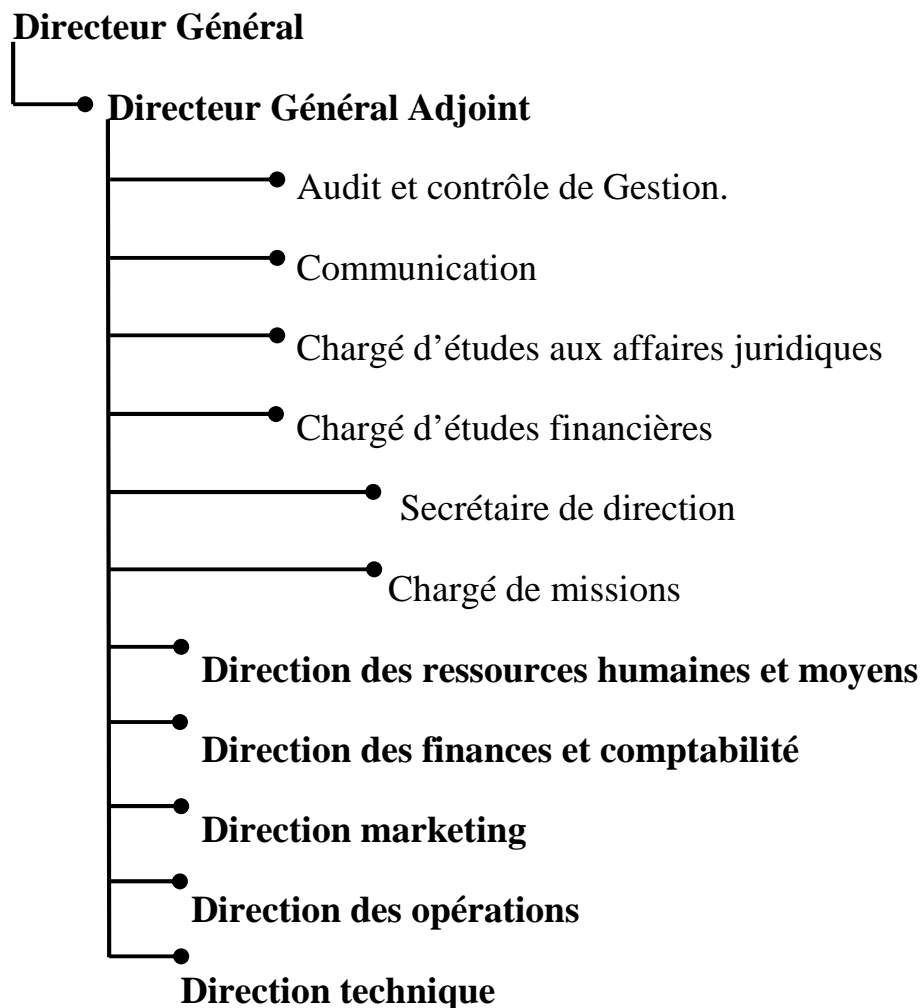 Directeur Général
Directeur Général Adjoint
Audit et contrôle de Gestion.
Communication
Chargé d’études aux affaires juridiques
Chargé d’études financières
Secrétaire de direction
Chargé de missions
Direction des ressources humaines et moyens
Direction des finances et comptabilité
Direction marketing
Direction des opérations
Direction technique